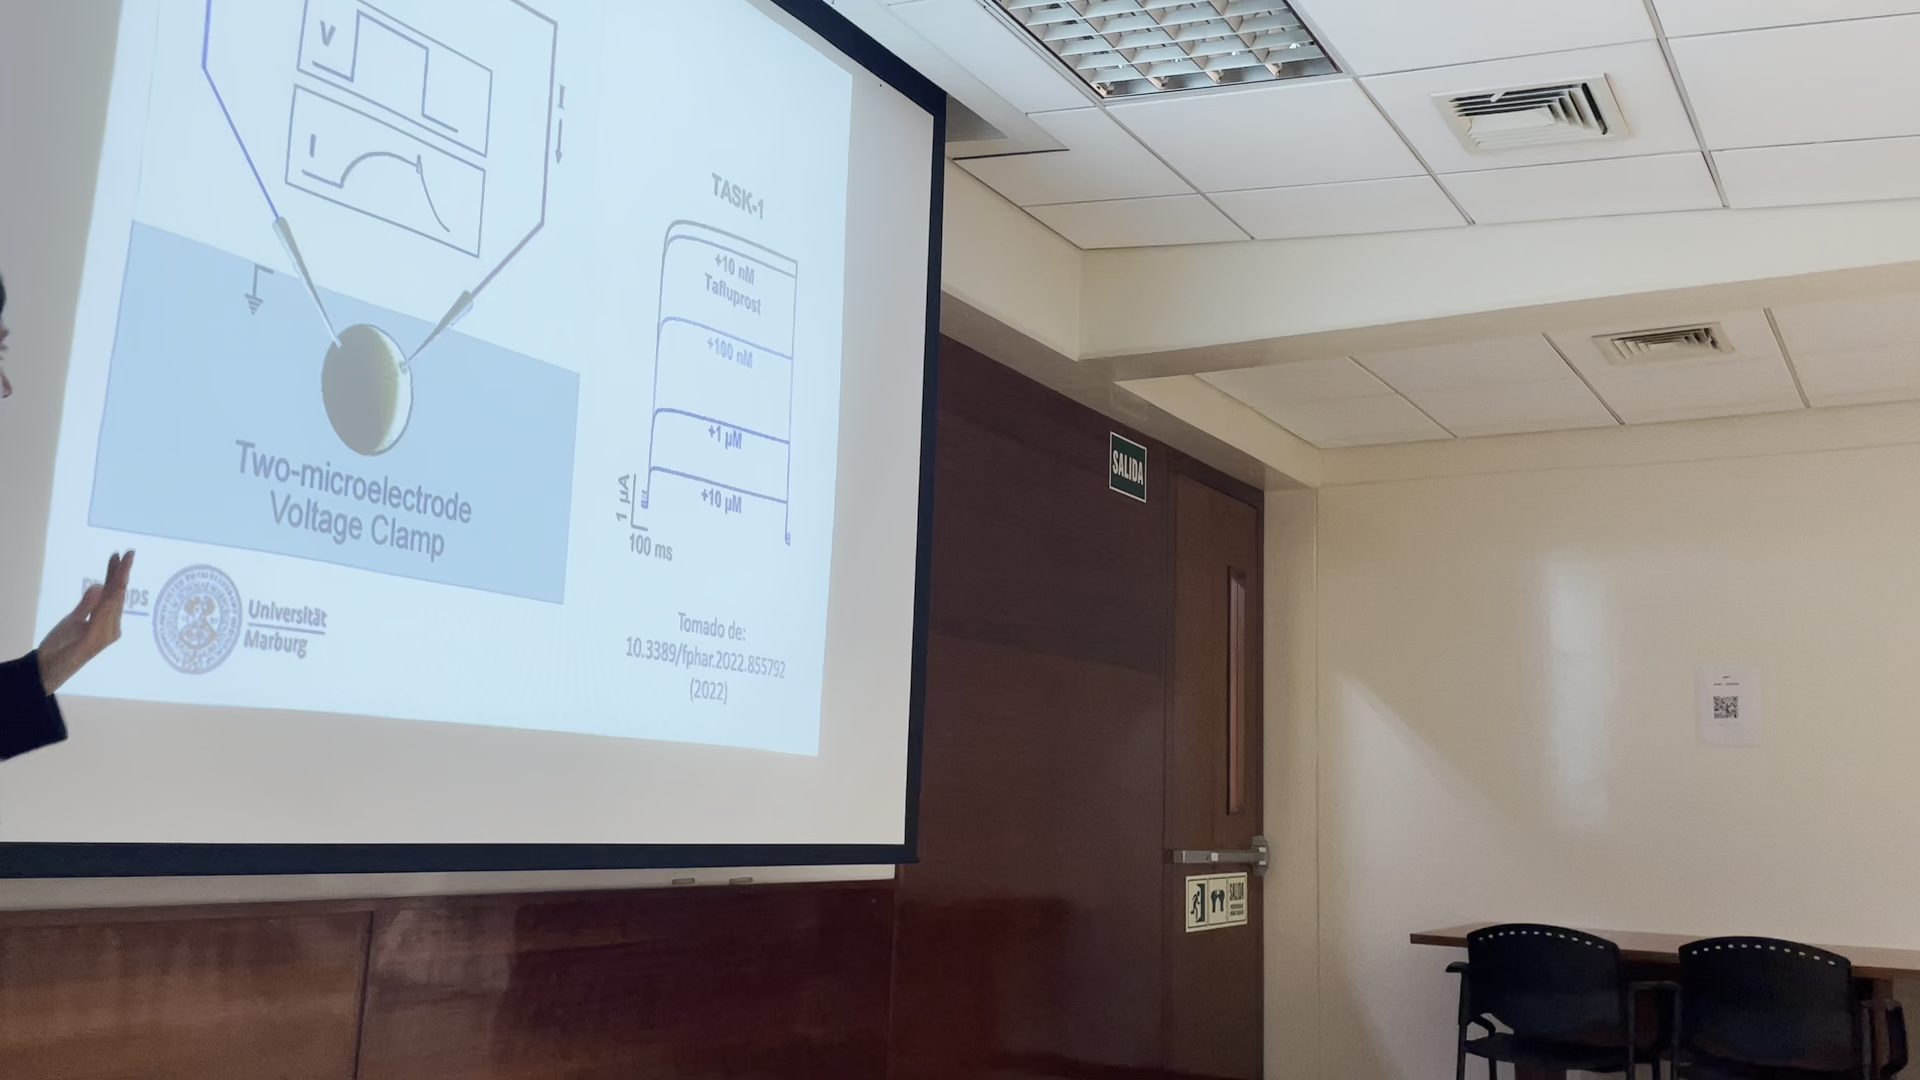 V
I
I
TASK-1
+10 nM
Tafluprost
+100 nM
+1 µM
+10 µM
1 µA
100 ms
Two-microelectrode
Voltage Clamp
Universität
Marburg
Tomado de:
10.3389/fphar.2022.855792
(2022)
SALIDA
SALIDA